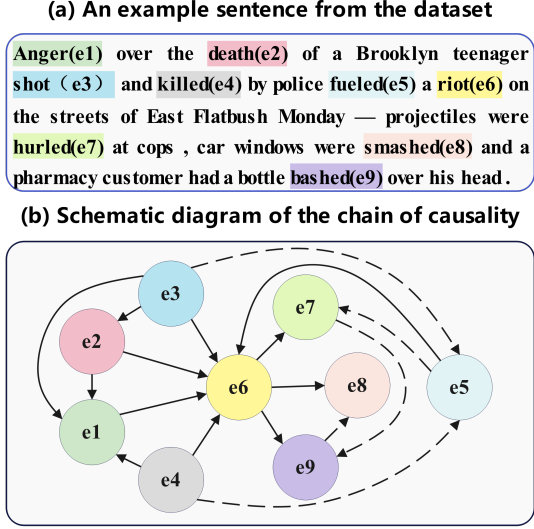 (a) An example sentence from the dataset
Anger(e1) over the death(e2) of a Brooklyn teenager
shot（e3） and killed(e4) by police fueled(e5) a riot(e6) on
the streets of East Flatbush Monday — projectiles were
hurled(e7) at cops , car windows were smashed(e8) and a
pharmacy customer had a bottle bashed(e9) over his head .
(b) Schematic diagram of the chain of causality
e3
e7
e2
e6
e8
e5
e1
e9
e4